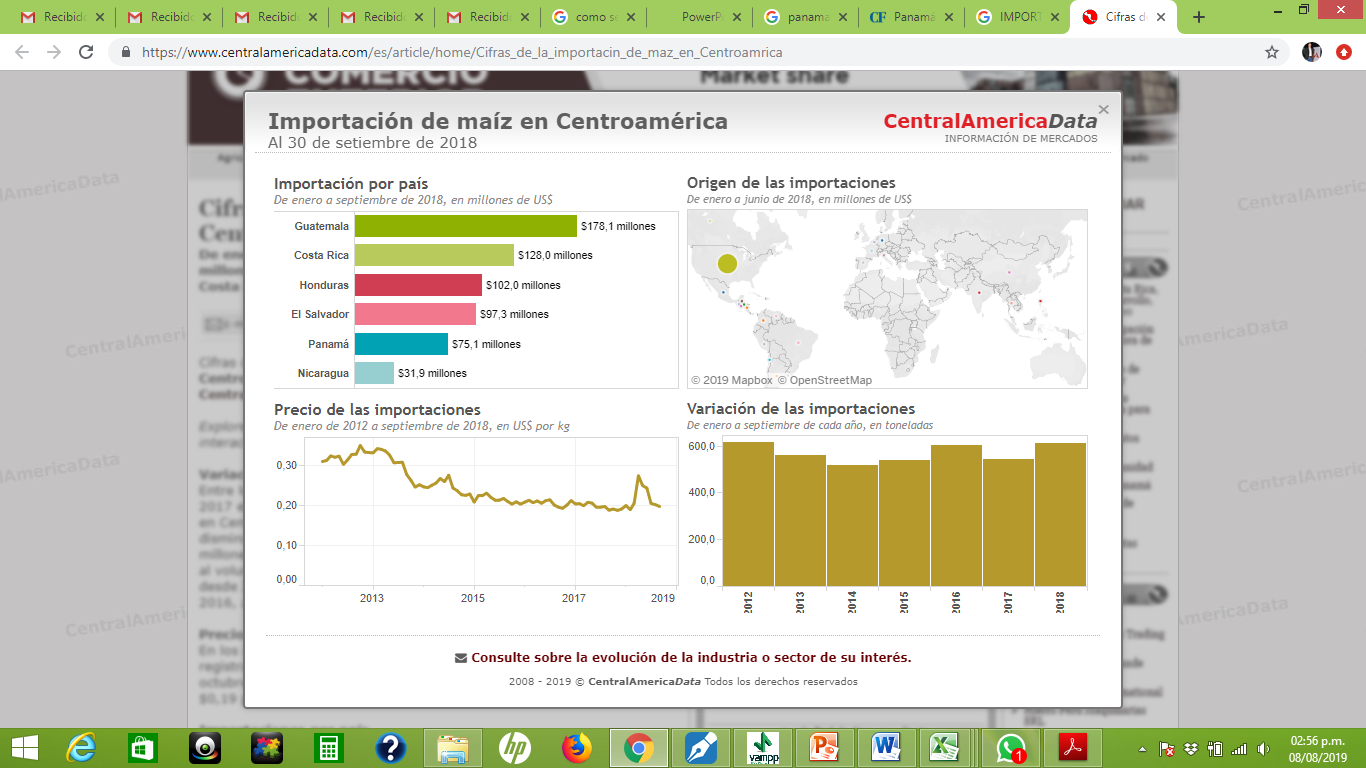 Recibido
Recibido
Recibido
Recibido
Recibido
como se
PowerP
panama
Panamá
IMPORT
Cifras d
https://www.centralamericadata.com/es/article/home/Cifras_de_la_importacin_de_maz_en_Centroamrica
COMERCIO
Market share
Importación de maíz en Centroamérica
Al 30 de setiembre de 2018
CentralAmericaData
INFORMACIÓN DE MERCADOS
Importación por país
De enero a septiembre de 2018, en millones de US$
Guatemala $178,1 millones
Costa Rica $128,0 millones
Honduras $102,0 millones
El Salvador $97,3 millones
Panamá $75,1 millones
Nicaragua $31,9 millones
Origen de las importaciones
De enero a junio de 2018, en millones de US$
© 2019 Mapbox © OpenStreetMap
Precio de las importaciones
De enero de 2012 a septiembre de 2018, en US$ por kg
0,30
0,20
0,10
0,00
2013 2015 2017 2019
Variación de las importaciones
De enero a septiembre de cada año, en toneladas
600,0
400,0
200,0
0,0
2012 2013 2014 2015 2016 2017 2018
Consulte sobre la evolución de la industria o sector de su interés.
2008 - 2019 © CentralAmericaData Todos los derechos reservados
CentralAmericaData
02:56 p.m.
08/08/2019